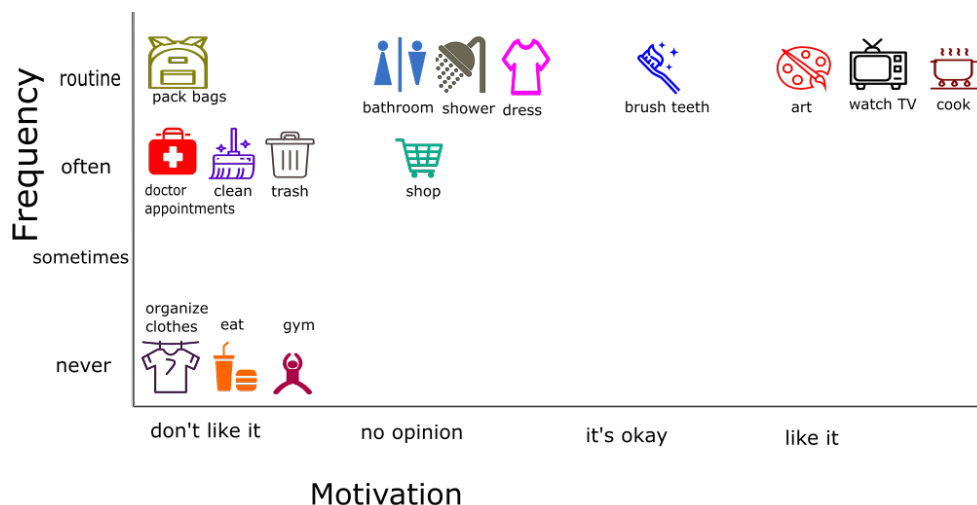 Frequency
routine
pack bags
bathroom
shower
dress
brush teeth
art
watch TV
cook
often
doctor
appointments
clean
trash
shop
sometimes
organize
clothes
eat
gym
never
don't like it
no opinion
it's okay
like it
Motivation